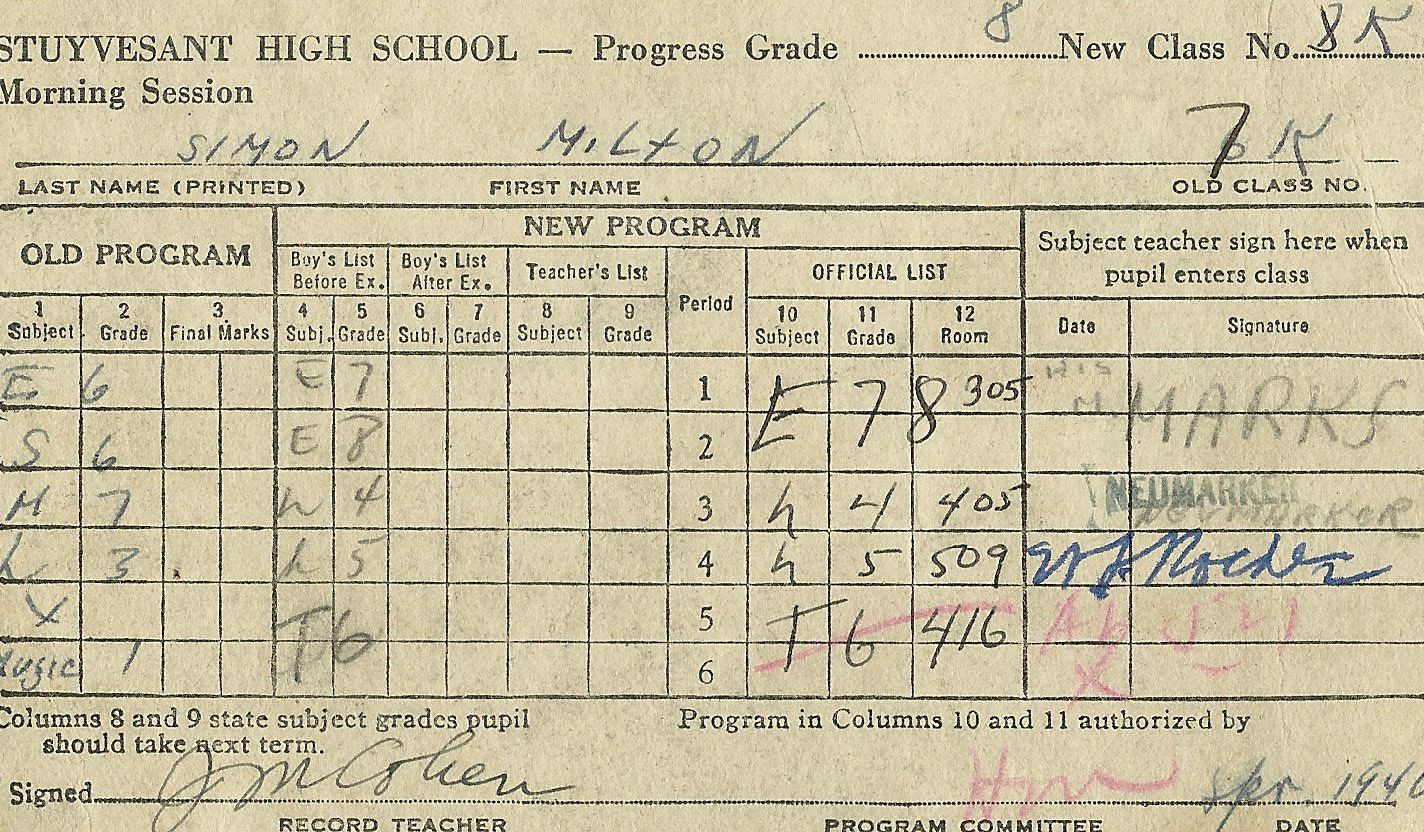 STUYVESANT HIGH SCHOOL — Progress Grade 8 New Class No. 8K
Morning Session
SIMON MILTON 7 K
LAST NAME (PRINTED) FIRST NAME OLD CLASS NO.
OLD PROGRAM NEW PROGRAM Subject teacher sign here when pupil enters class
Boy's List Before Ex. Boy's List After Ex. Teacher's List Period OFFICIAL LIST
1 Subject 2 Grade 3 Final Marks 4 Subj. 5 Grade 6 Subj. 7 Grade 8 Subject 9 Grade 10 Subject 11 Grade 12 Room Date Signature
E 6 E 7 1 E 7 8 305 MARKS
S 6 E 8 2
M 7 h 4 3 h 4 405 NEUMARKER NEUMARKER
L 3 h 5 4 h 5 509
X T 6 5 T 6 416
Music 1 6
X
Columns 8 and 9 state subject grades pupil should take next term.
Program in Columns 10 and 11 authorized by
Signed J M Cohen 1940
RECORD TEACHER PROGRAM COMMITTEE DATE